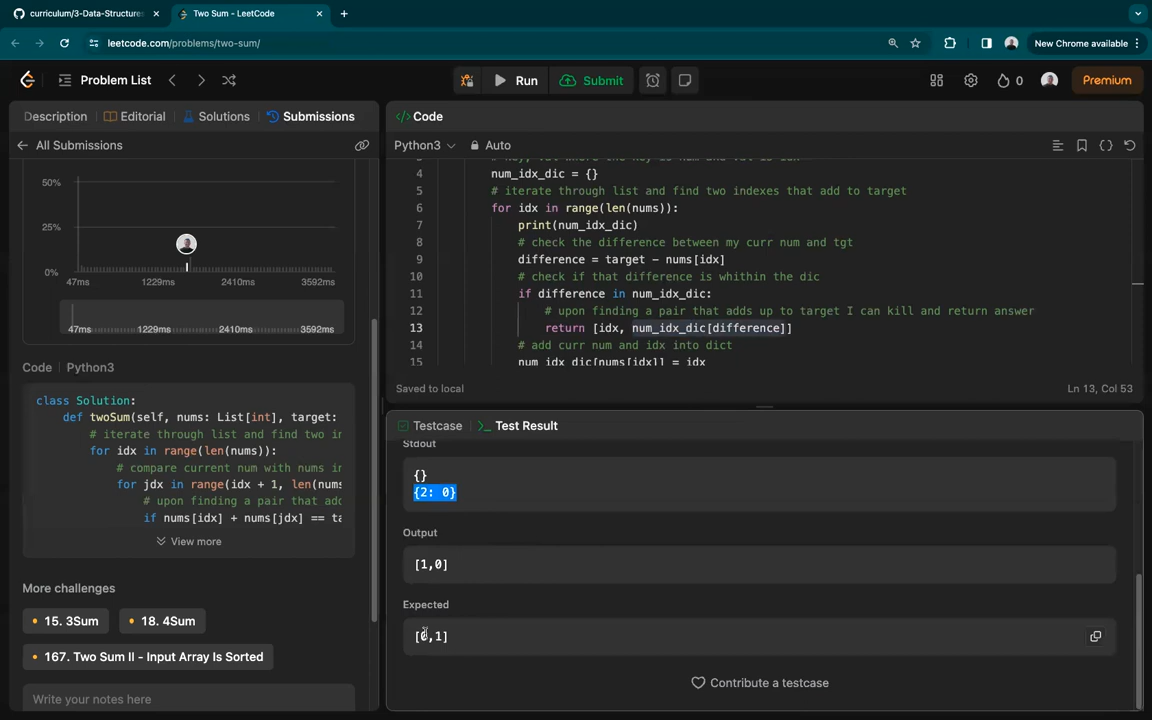 curriculum/3-Data-Structures
Two Sum - LeetCode
leetcode.com/problems/two-sum/
New Chrome available
Problem List
Run
Submit
0
Premium
Description
Editorial
Solutions
Submissions
All Submissions
50%
25%
0%
47ms
1229ms
2410ms
3592ms
47ms
1229ms
2410ms
3592ms
Code
Python3
class Solution:
def twoSum(self, nums: List[int], target:
# iterate through list and find two in
for idx in range(len(nums)):
# compare current num with nums in
for jdx in range(idx + 1, len(nums
# upon finding a pair that add
if nums[idx] + nums[jdx] == ta
View more
More challenges
15. 3Sum
18. 4Sum
167. Two Sum II - Input Array Is Sorted
Write your notes here
Code
Python3
Auto
4 num_idx_dic = {}
5 # iterate through list and find two indexes that add to target
6 for idx in range(len(nums)):
7 print(num_idx_dic)
8 # check the difference between my curr num and tgt
9 difference = target - nums[idx]
10 # check if that difference is whithin the dic
11 if difference in num_idx_dic:
12 # upon finding a pair that adds up to target I can kill and return answer
13 return [idx, num_idx_dic[difference]]
14 # add curr num and idx into dict
15 num_idx_dic[nums[idx]] = idx
Saved to local
Ln 13, Col 53
Testcase
Test Result
Stdout
{}
{2: 0}
Output
[1,0]
Expected
[0,1]
Contribute a testcase